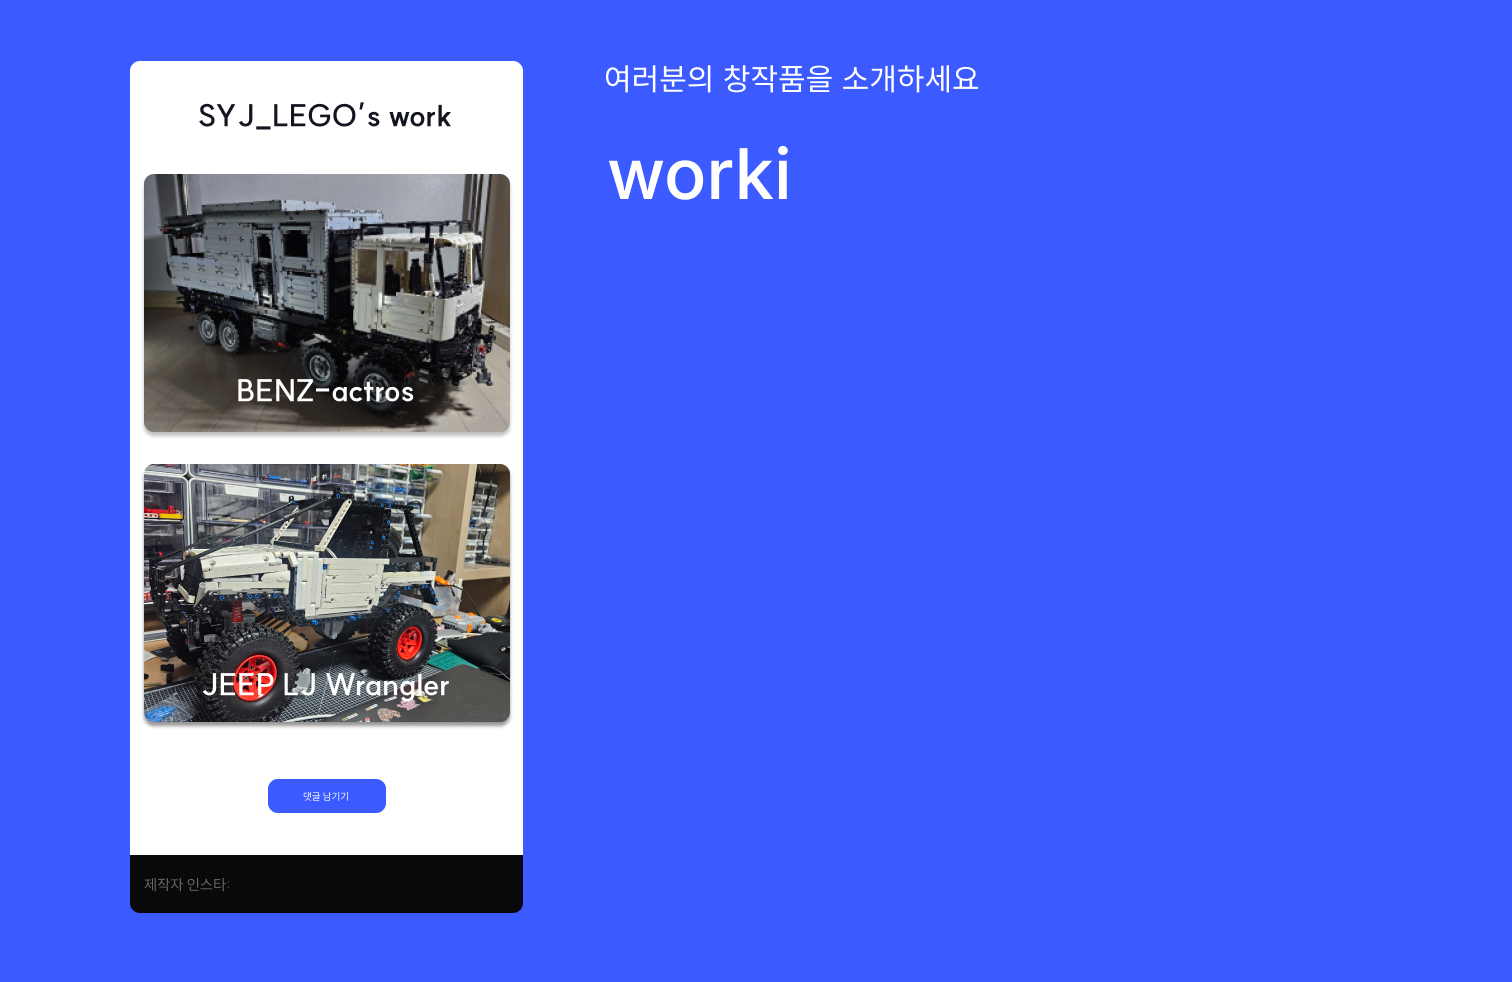 SYJ_LEGO's work
BENZ-actros
JEEP LJ Wrangler
댓글 남기기
제작자 인스타:
여러분의 창작품을 소개하세요
worki